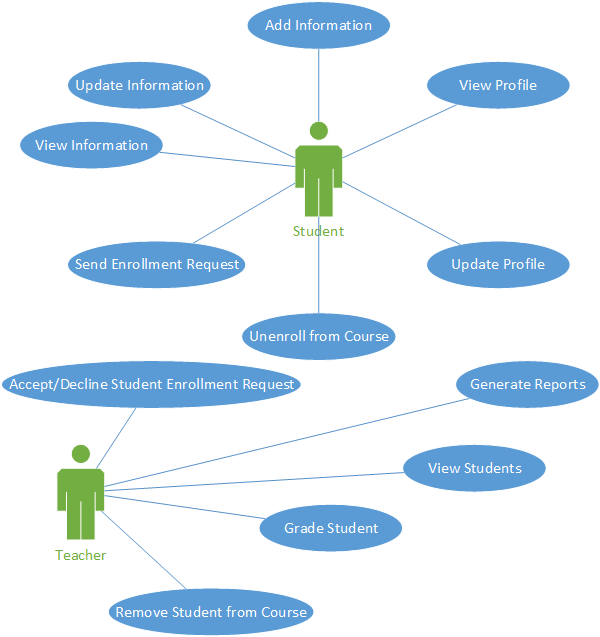 Add Information
Update Information
View Profile
View Information
Student
Send Enrollment Request
Update Profile
Unenroll from Course
Accept/Decline Student Enrollment Request
Generate Reports
View Students
Grade Student
Teacher
Remove Student from Course